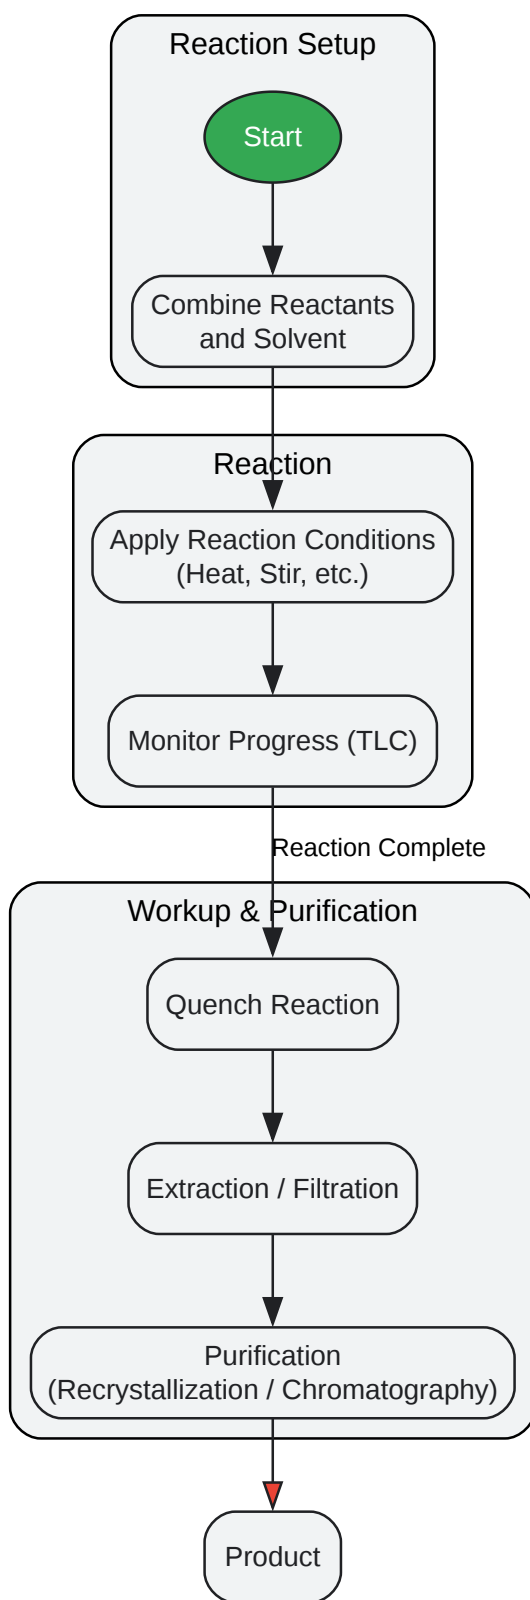 Reaction Setup
Start
Combine Reactants
and Solvent
Reaction
Apply Reaction Conditions
(Heat, Stir, etc.)
Monitor Progress (TLC)
Reaction Complete
Workup & Purification
Quench Reaction
Extraction / Filtration
Purification
(Recrystallization / Chromatography)
Product